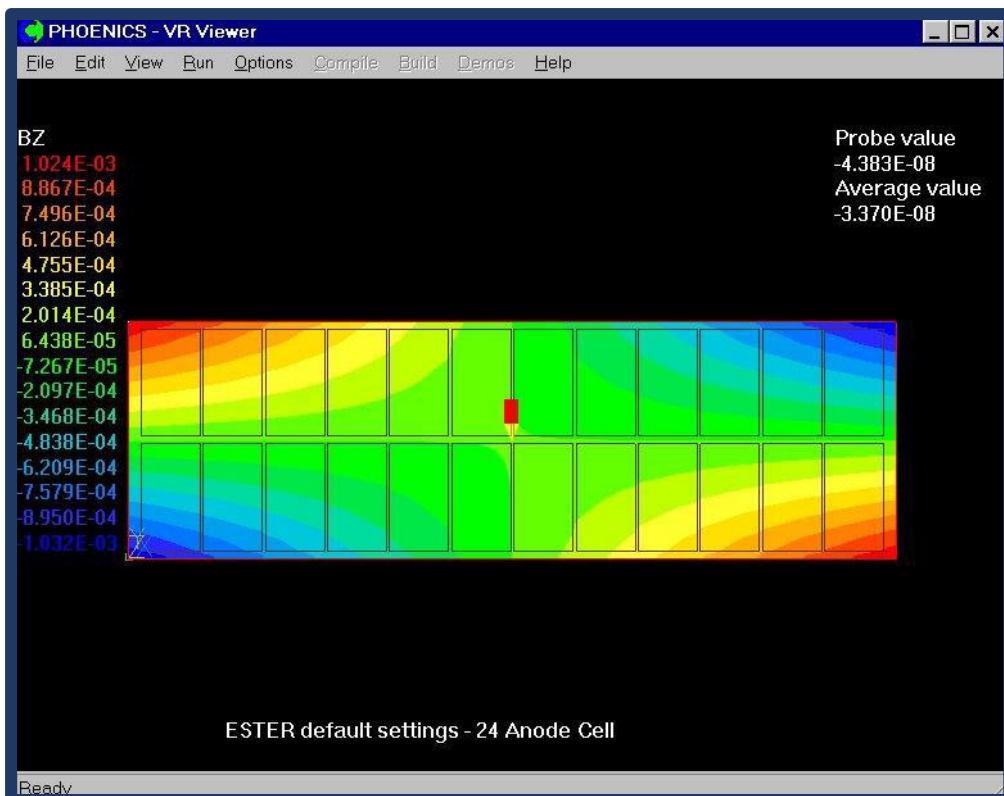 PHOENICS - VR Viewer
File Edit View Run Options Compile Build Demos Help
BZ
1.024E-03
8.867E-04
7.496E-04
6.126E-04
4.755E-04
3.385E-04
2.014E-04
6.438E-05
-7.267E-05
-2.097E-04
-3.468E-04
-4.838E-04
-6.209E-04
-7.579E-04
-8.950E-04
-1.032E-03
Probe value
-4.383E-08
Average value
-3.370E-08
ESTER default settings - 24 Anode Cell
Ready